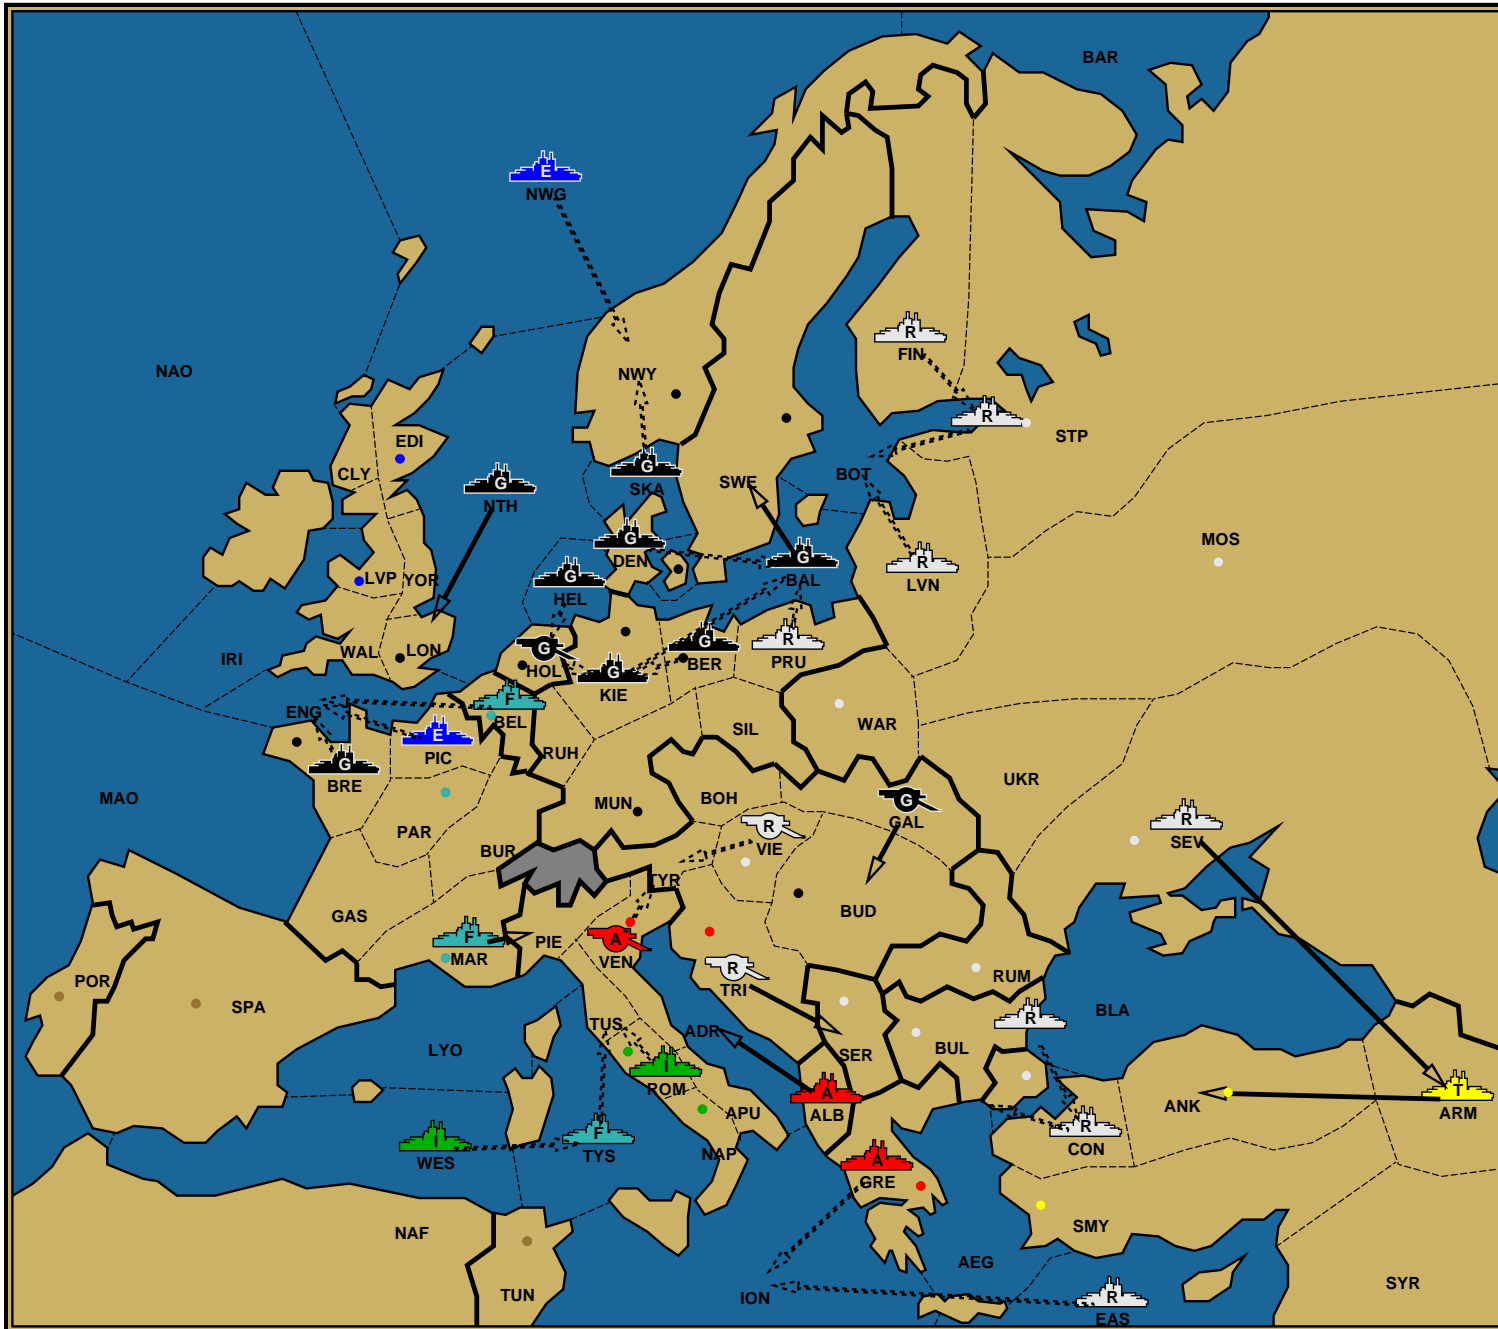 BAR
E
NWG
R
FIN
NAO
NWY
R
STP
EDI
CLY
G
NTH
G
SKA
SWE
BOT
MOS
G
DEN
G
BAL
R
LVN
G
HEL
LVP
YOR
IRI
WAL
LON
G
HOL
G
KIE
G
BER
R
PRU
ENG
F
BEL
E
PIC
RUH
SIL
WAR
G
BRE
UKR
MAO
MUN
BOH
G
GAL
PAR
R
VIE
R
SEV
BUR
TYR
GAS
BUD
F
MAR
PIE
A
VEN
POR
SPA
R
TRI
RUM
BLA
R
TUS
ADR
LYO
SER
BUL
I
ROM
APU
A
ALB
ANK
T
ARM
I
WES
F
TYS
NAP
R
CON
A
GRE
NAF
SMY
AEG
TUN
ION
R
EAS
SYR